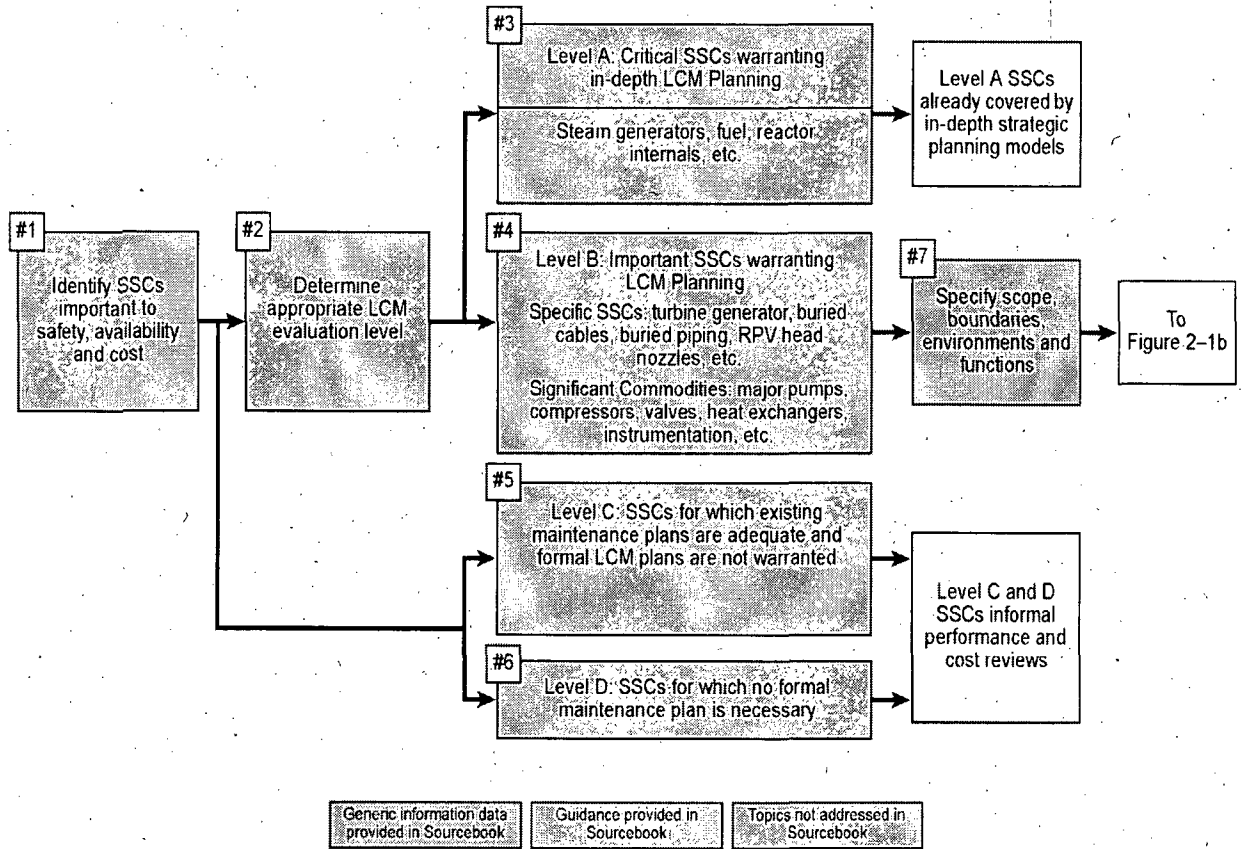 #1
Identify SSCs
important to
safety, availability
and cost
#2
Determine
appropriate LCM
evaluation level
#3
Level A: Critical SSCs warranting
in-depth LCM Planning
Steam generators, fuel, reactor
internals, etc.
Level A SSCs
already covered by
in-depth strategic
planning models
#4
Level B: Important SSCs warranting
LCM Planning
Specific SSCs: turbine generator, buried
cables, buried piping, RPV head
nozzles, etc.
Significant Commodities: major pumps,
compressors, valves, heat exchangers,
instrumentation, etc.
#7
Specify scope,
boundaries,
environments and
functions
To
Figure 2–1b
#5
Level C: SSCs for which existing
maintenance plans are adequate and
formal LCM plans are not warranted
#6
Level D: SSCs for which no formal
maintenance plan is necessary
Level C and D
SSCs informal
performance and
cost reviews
Generic information data
provided in Sourcebook
Guidance provided in
Sourcebook
Topics not addressed in
Sourcebook